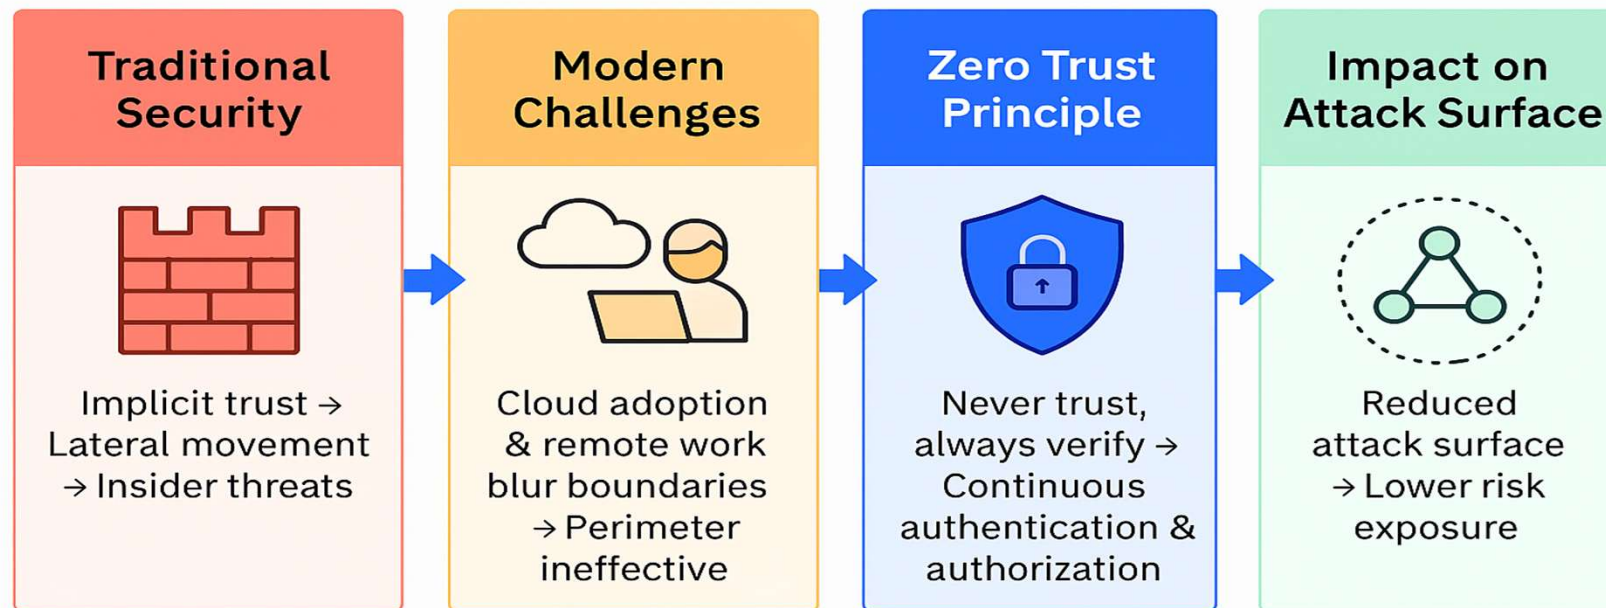 Traditional
Security
Implicit trust →
Lateral movement
→ Insider threats
Modern
Challenges
Cloud adoption
& remote work
blur boundaries
→ Perimeter
ineffective
Zero Trust
Principle
Never trust,
always verify →
Continuous
authentication &
authorization
Impact on
Attack Surface
Reduced
attack surface
→ Lower risk
exposure